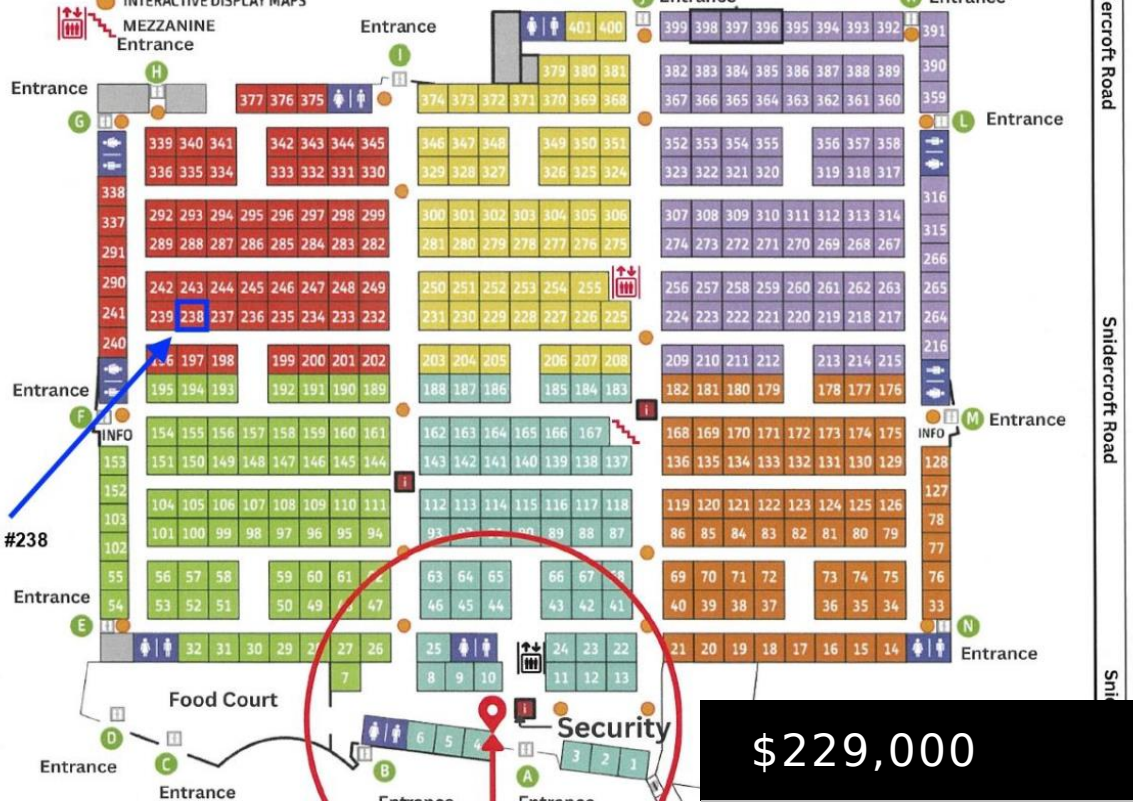 INTERACTIVE DISPLAY MAPS
MEZZANINE
Entrance
Entrance
J Entrance
K Entrance
401 400
399 398 397 396 395 394 393 392
391
379 380 381
382 383 384 385 386 387 388 389
390
H
I
Entrance
377 376 375
374 373 372 371 370 369 368
367 366 365 364 363 362 361 360
359
G
L Entrance
339 340 341 342 343 344 345
346 347 348 349 350 351
352 353 354 355 356 357 358
336 335 334 333 332 331 330
329 328 327 326 325 324
323 322 321 320 319 318 317
338
316
337
292 293 294 295 296 297 298 299
300 301 302 303 304 305 306
307 308 309 310 311 312 313 314
315
291
289 288 287 286 285 284 283 282
281 280 279 278 277 276 275
274 273 272 271 270 269 268 267
266
290
242 243 244 245 246 247 248 249
250 251 252 253 254 255
256 257 258 259 260 261 262 263
265
241
239 238 237 236 235 234 233 232
231 230 229 228 227 226 225
224 223 222 221 220 219 218 217
264
240
216
197 198 199 200 201 202
203 204 205 206 207 208
209 210 211 212 213 214 215
Entrance
195 194 193 192 191 190 189
188 187 186 185 184 183
182 181 180 179 178 177 176
F
M Entrance
INFO
154 155 156 157 158 159 160 161
162 163 164 165 166 167
168 169 170 171 172 173 174 175
INFO
153
151 150 149 148 147 146 145 144
143 142 141 140 139 138 137
136 135 134 133 132 131 130 129
128
152
127
104 105 106 107 108 109 110 111
112 113 114 115 116 117 118
119 120 121 122 123 124 125 126
103
78
101 100 99 98 97 96 95 94
93 89 88 87
86 85 84 83 82 81 80 79
#238
102
77
55
56 57 58 59 60 61
63 64 65 66 67 68
69 70 71 72 73 74 75
76
Entrance
54
53 52 51 50 49 47
46 45 44 43 42 41
40 39 38 37 36 35 34
33
E
N
Entrance
32 31 30 29 27 26
25
24 23 22
21 20 19 18 17 16 15 14
7
8 9 10
11 12 13
Food Court
Security
6 5 4
3 2 1
D
C
B
A
Entrance
Entrance
Entrance
Entrance
Snidercroft Road
Snidercroft Road
$229,000